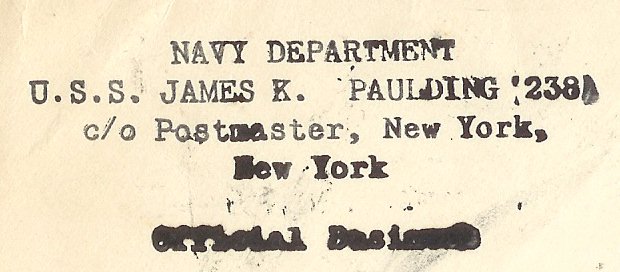 NAVY DEPARTMENT
U.S.S. JAMES K. PAULDING (238)
c/o Postmaster, New York,
New York
Official Business